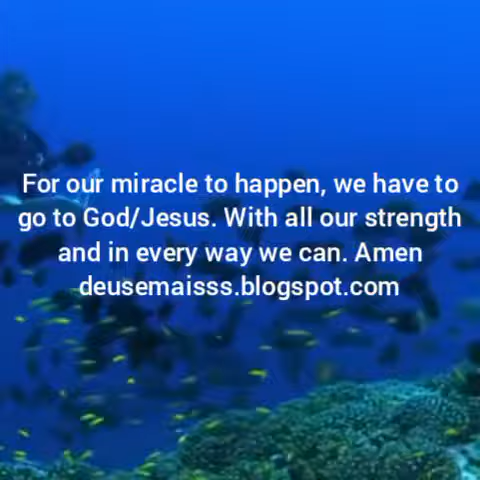 For our miracle to happen, we have to
go to God/Jesus. With all our strength
and in every way we can. Amen
deusemaisss.blogspot.com